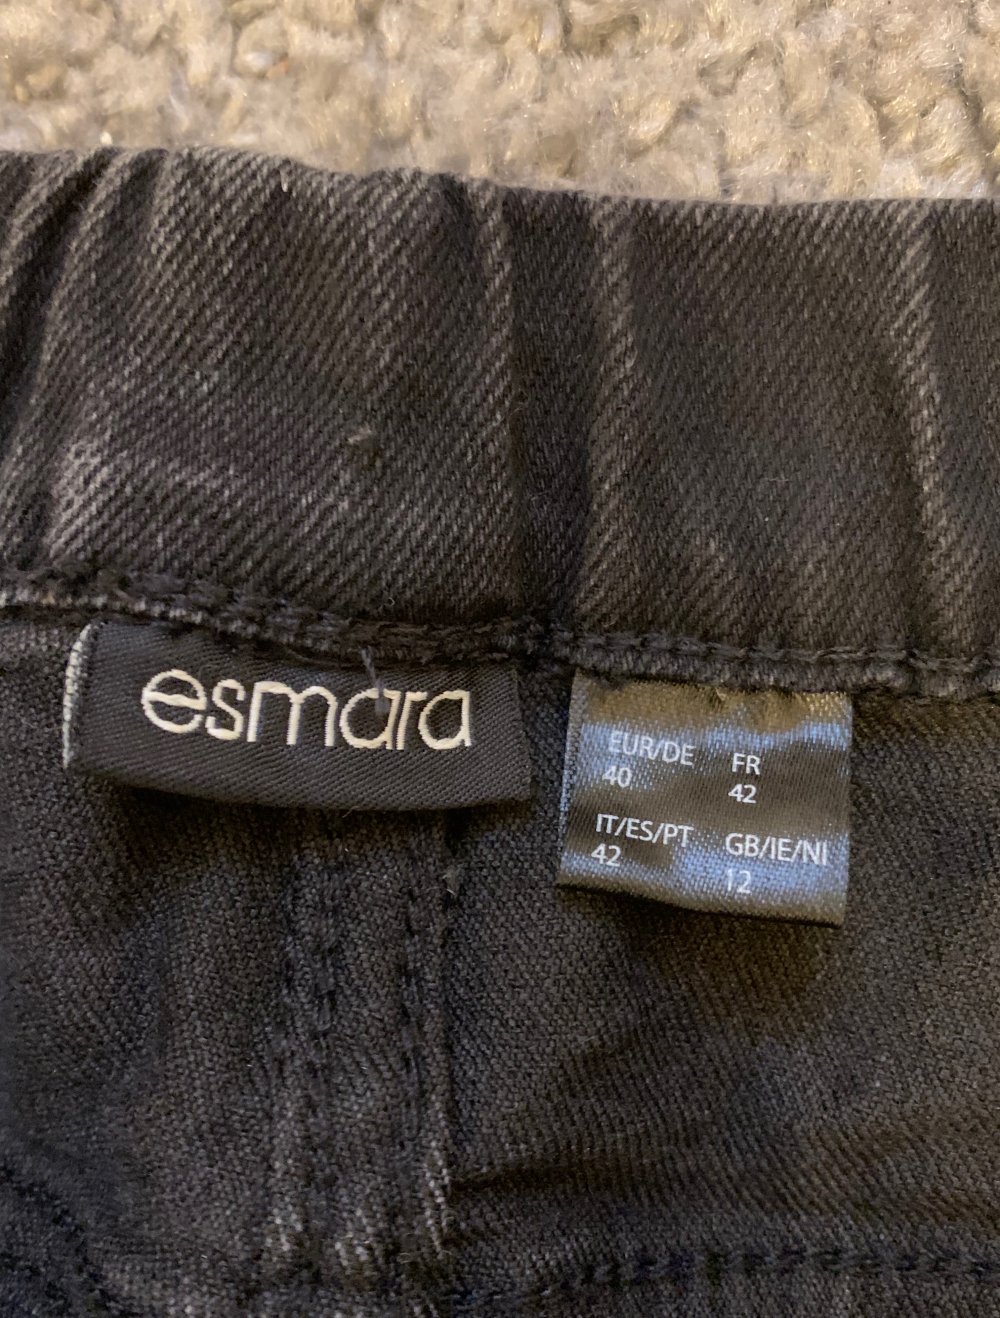 esmara
EUR/DE
40
FR
42
IT/ES/PT
42
GB/IE/NI
12